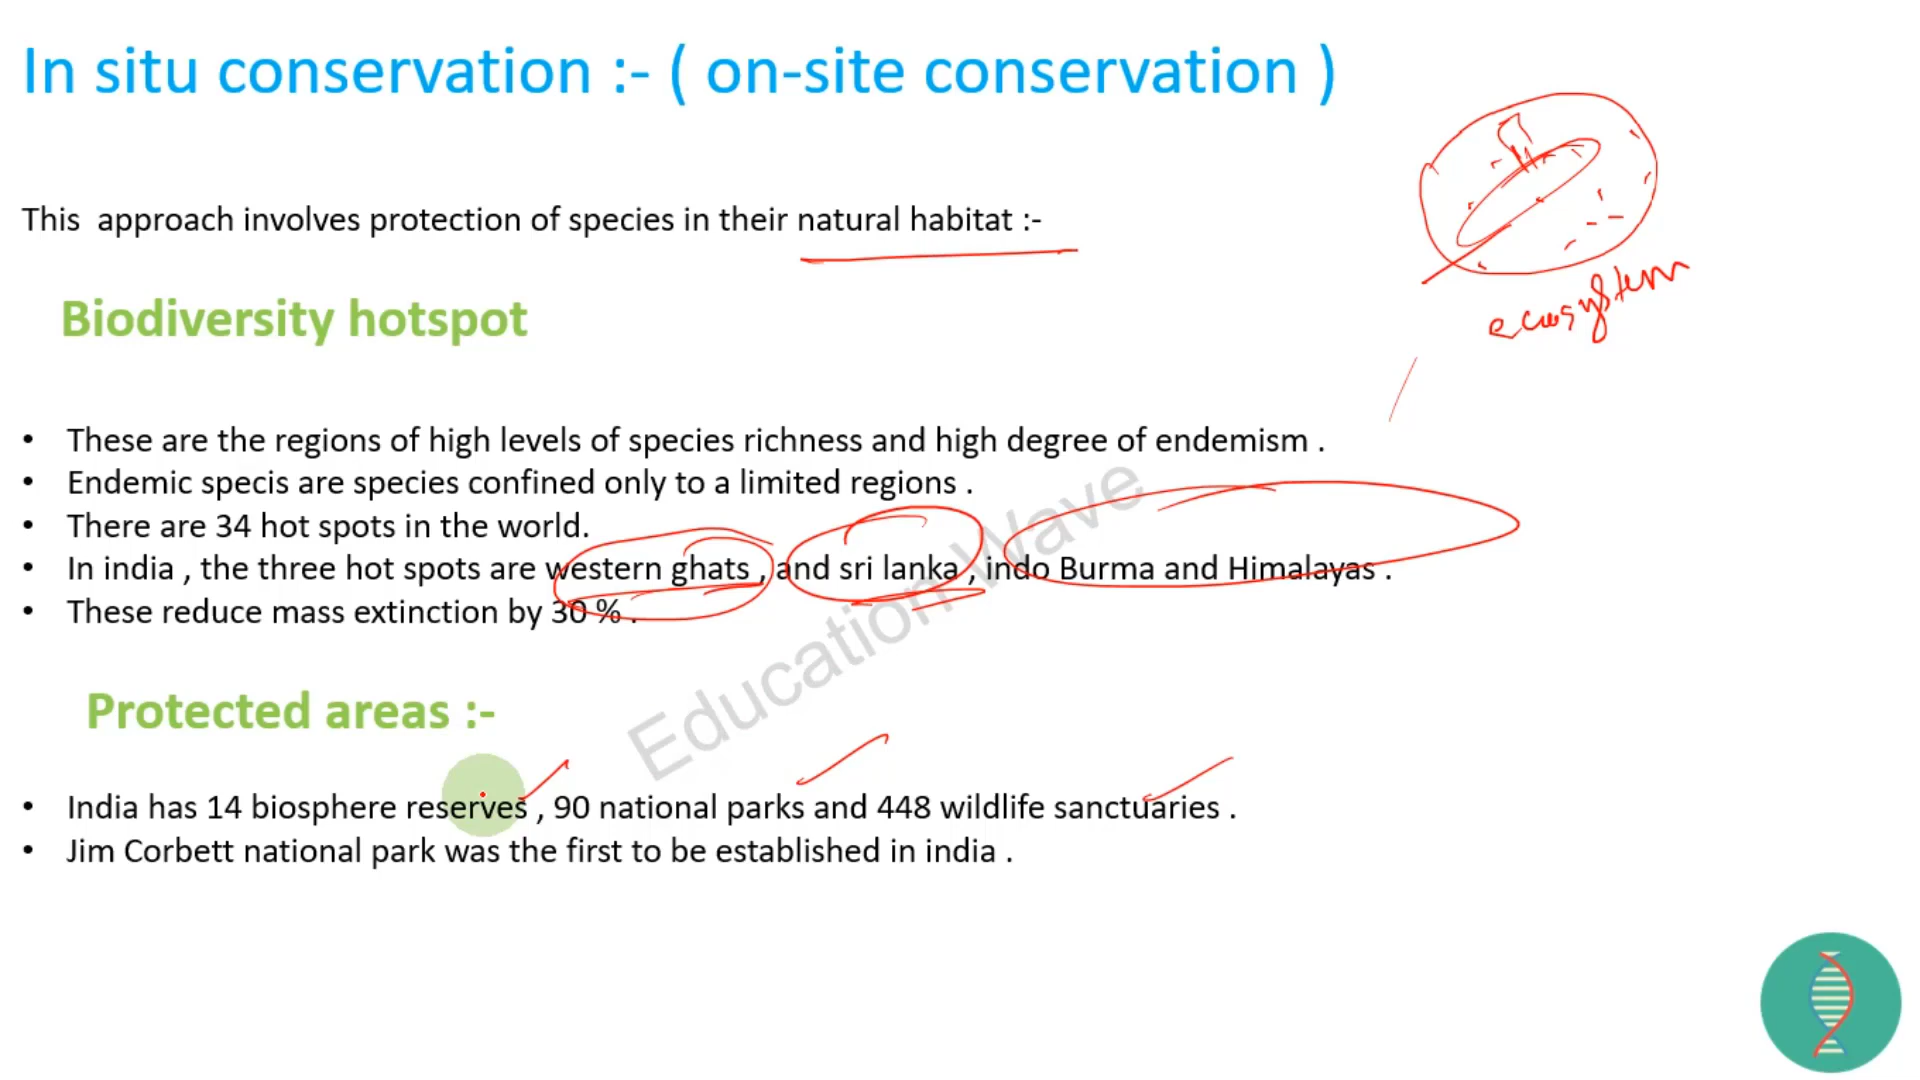 In situ conservation :- ( on-site conservation )
This approach involves protection of species in their natural habitat :-
ecosystem
Biodiversity hotspot
• These are the regions of high levels of species richness and high degree of endemism .
• Endemic specis are species confined only to a limited regions .
• There are 34 hot spots in the world.
• In india , the three hot spots are western ghats , and sri lanka , indo Burma and Himalayas .
• These reduce mass extinction by 30 % .
Education Wave
Protected areas :-
• India has 14 biosphere reserves , 90 national parks and 448 wildlife sanctuaries .
• Jim Corbett national park was the first to be established in india .